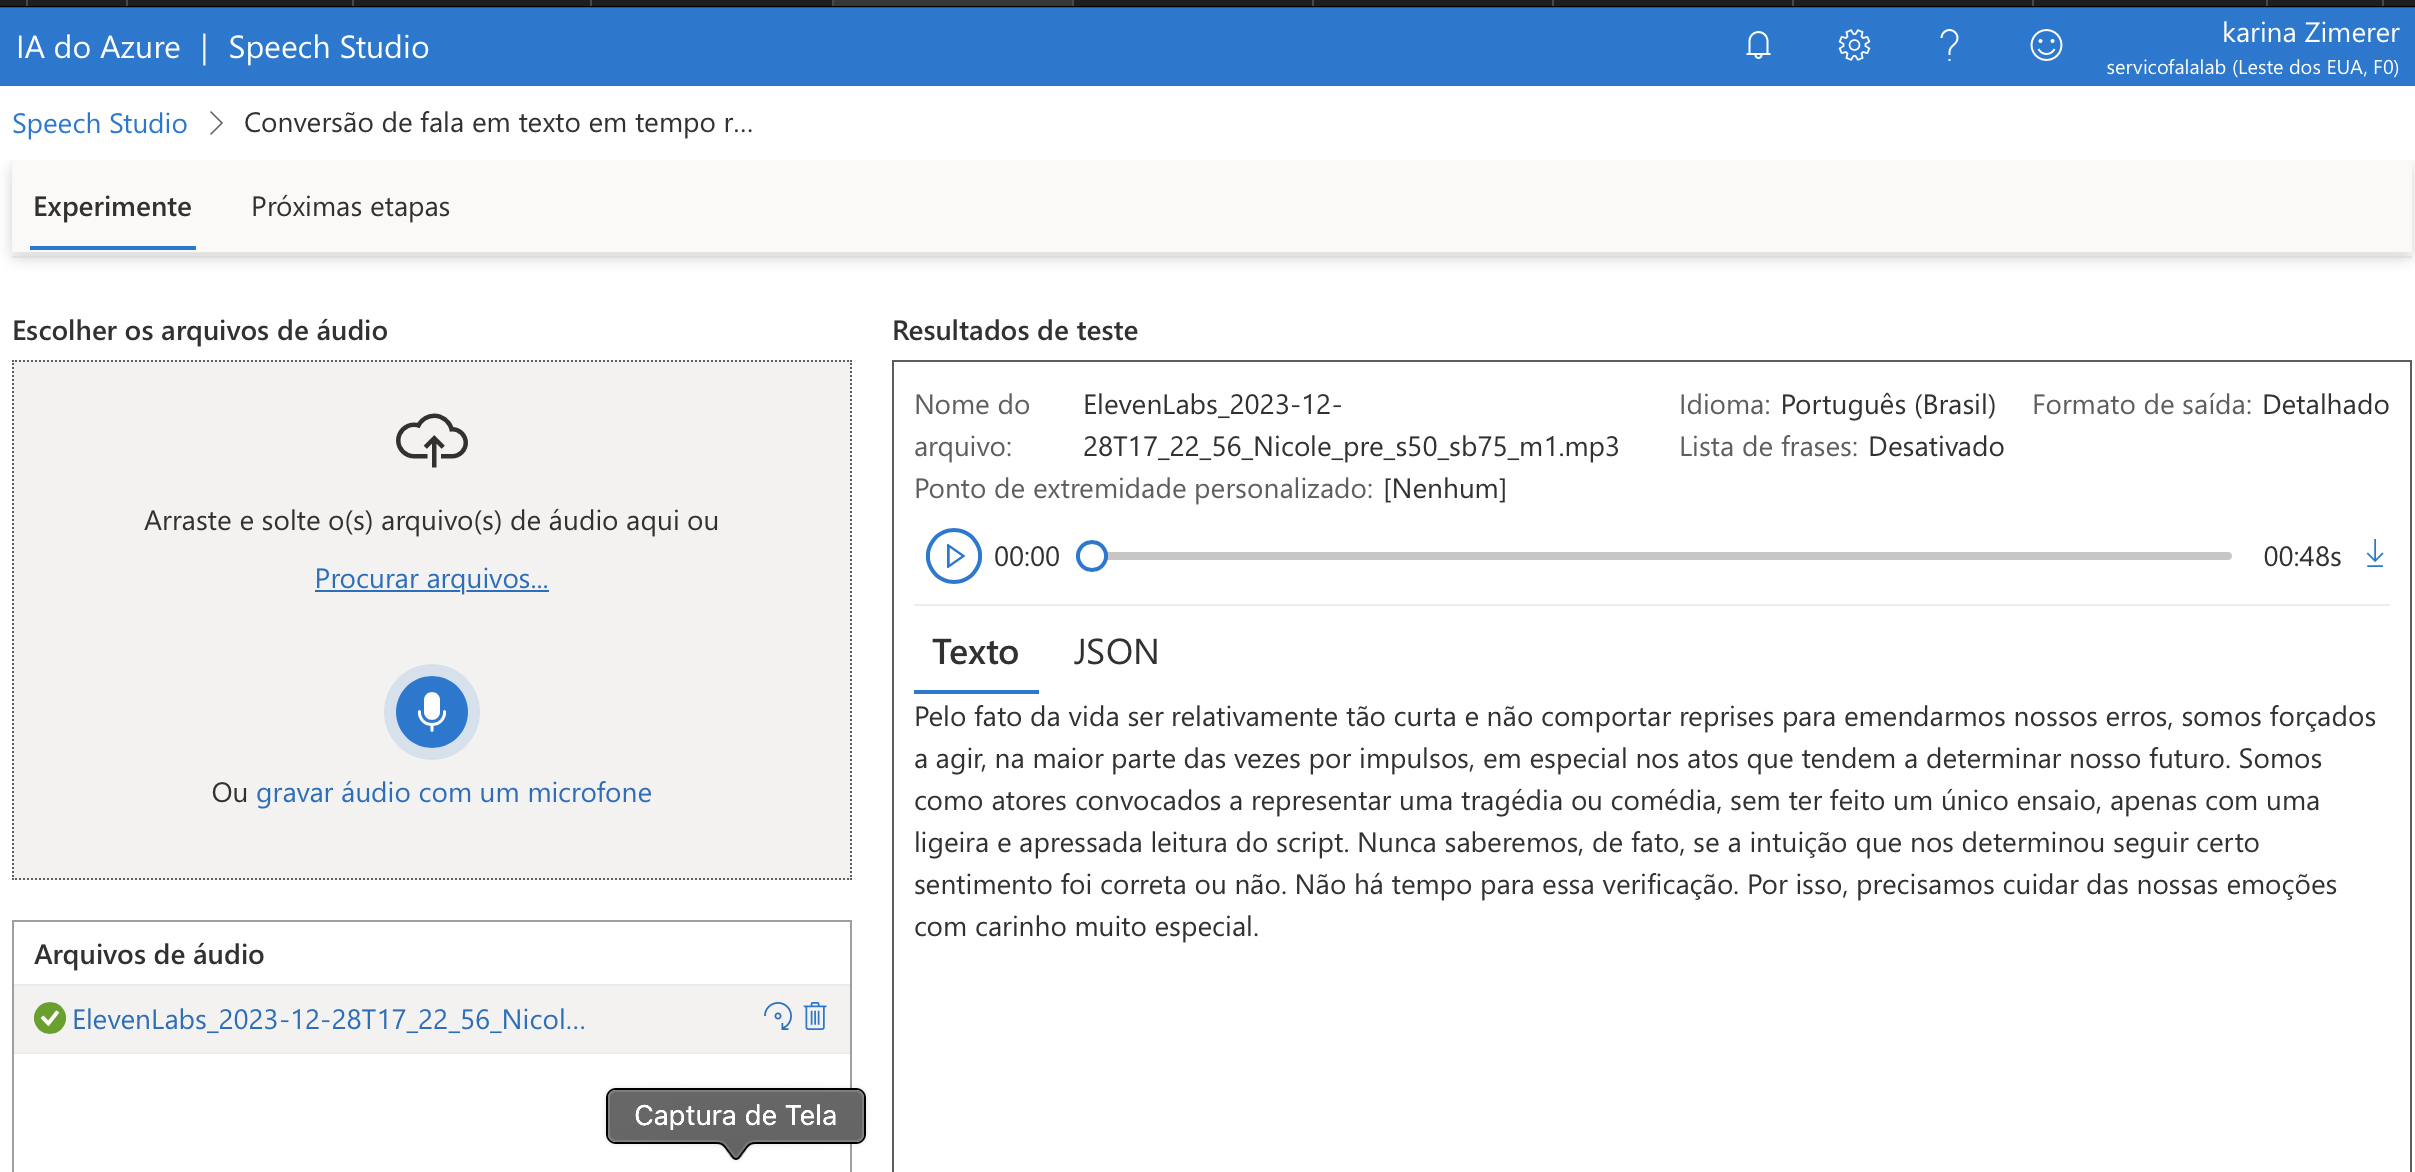 IA do Azure | Speech Studio
karina Zimerer
servicofalalab (Leste dos EUA, F0)
Speech Studio > Conversão de fala em texto em tempo r...
Experimente Próximas etapas
Escolher os arquivos de áudio
Arraste e solte o(s) arquivo(s) de áudio aqui ou
Procurar arquivos...
Ou gravar áudio com um microfone
Arquivos de áudio
ElevenLabs_2023-12-28T17_22_56_Nicol...
Captura de Tela
Resultados de teste
Nome do arquivo: ElevenLabs_2023-12-
28T17_22_56_Nicole_pre_s50_sb75_m1.mp3
Idioma: Português (Brasil) Formato de saída: Detalhado
Lista de frases: Desativado
Ponto de extremidade personalizado: [Nenhum]
00:00 00:48s
Texto JSON
Pelo fato da vida ser relativamente tão curta e não comportar reprises para emendarmos nossos erros, somos forçados
a agir, na maior parte das vezes por impulsos, em especial nos atos que tendem a determinar nosso futuro. Somos
como atores convocados a representar uma tragédia ou comédia, sem ter feito um único ensaio, apenas com uma
ligeira e apressada leitura do script. Nunca saberemos, de fato, se a intuição que nos determinou seguir certo
sentimento foi correta ou não. Não há tempo para essa verificação. Por isso, precisamos cuidar das nossas emoções
com carinho muito especial.